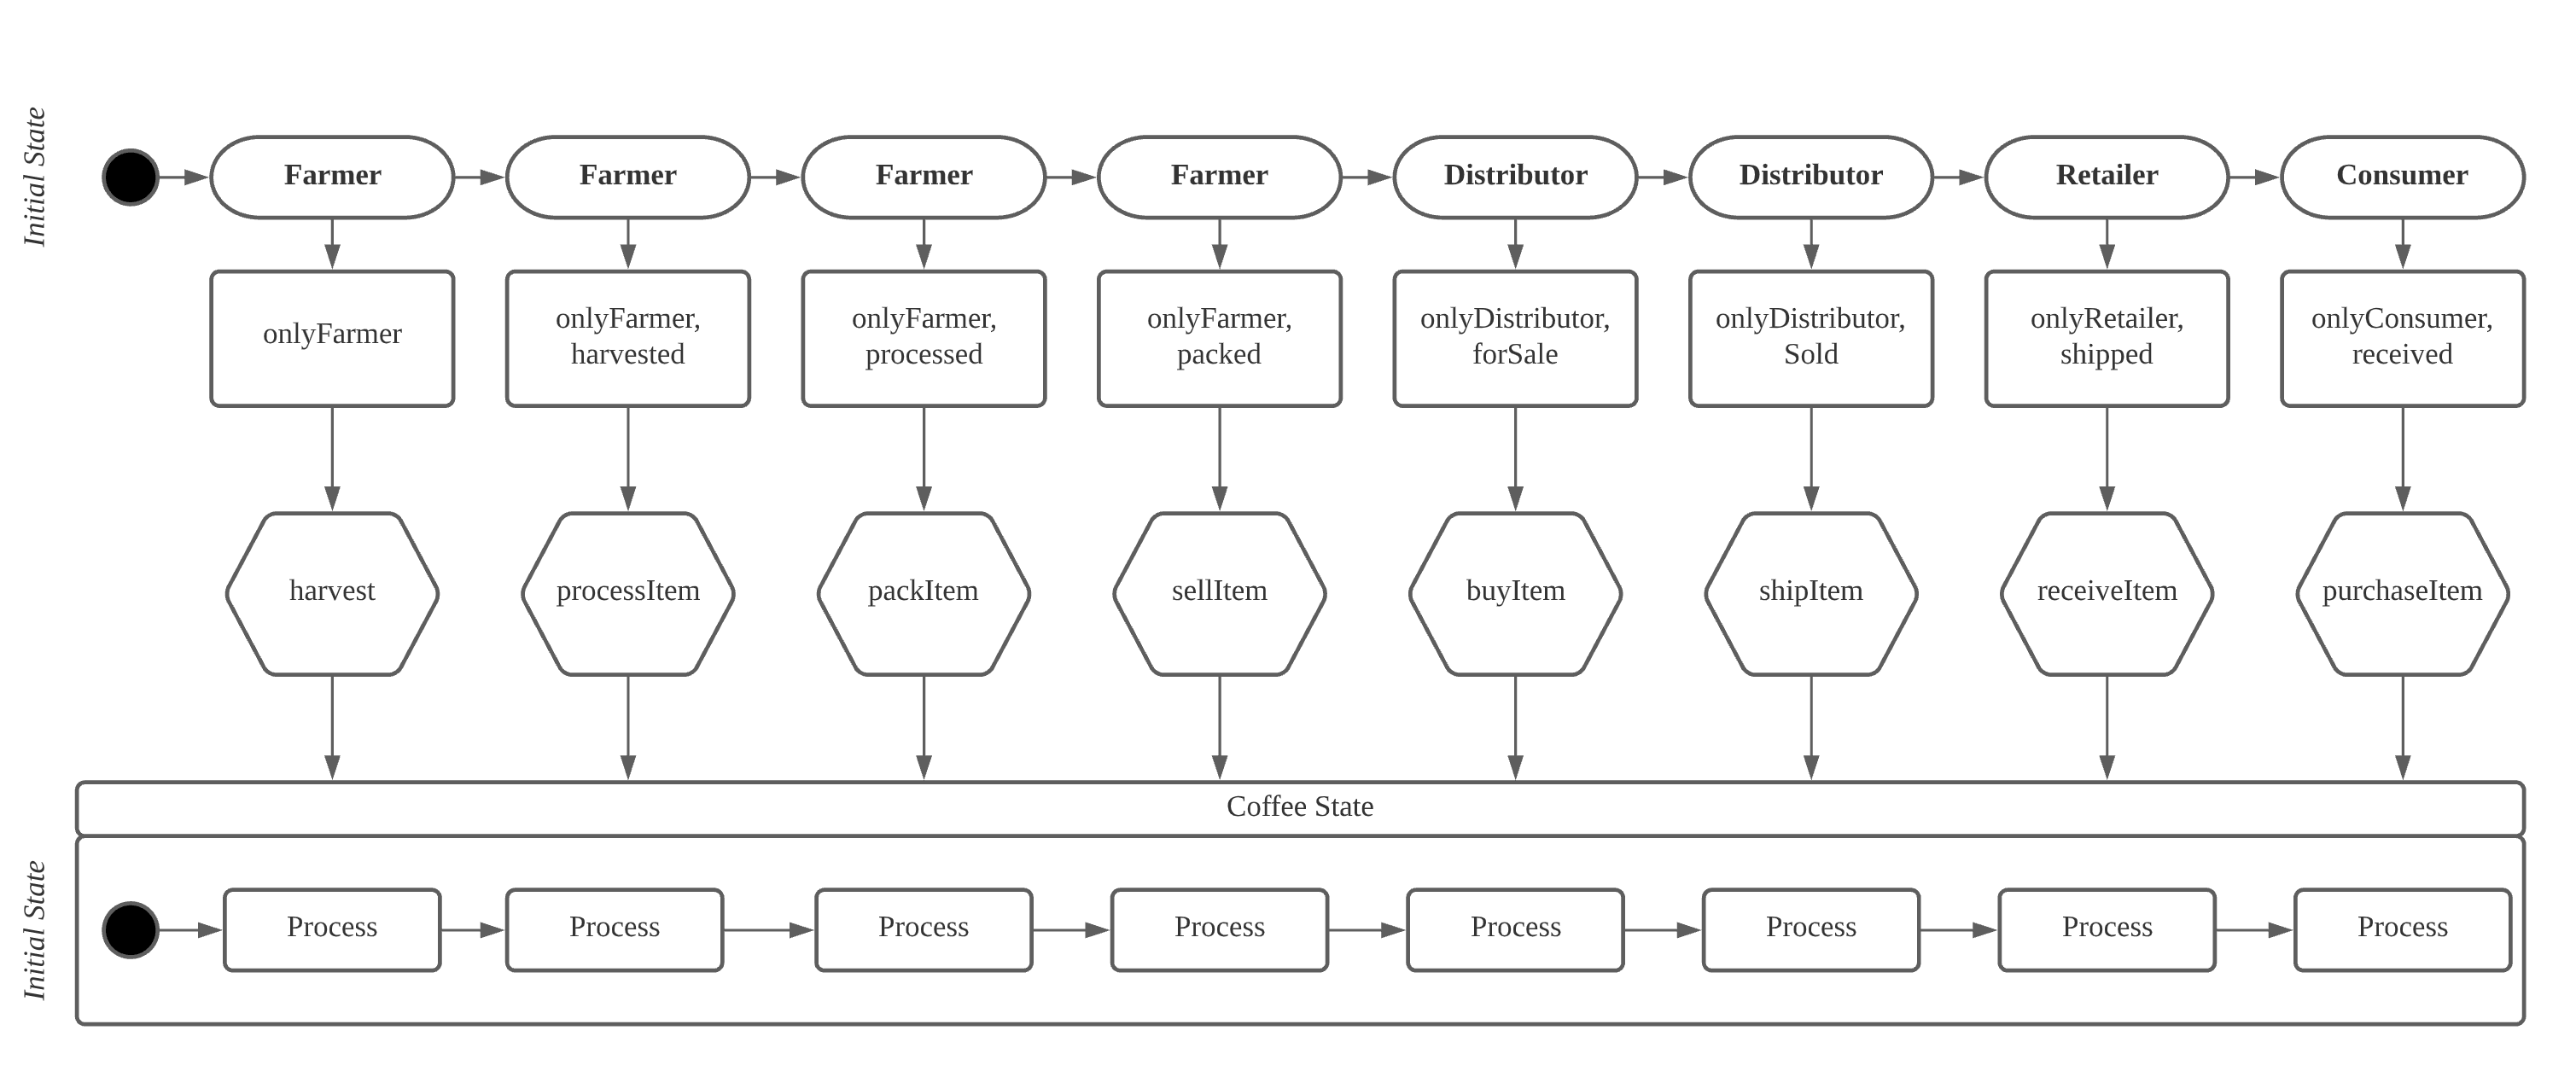 Initial State
Farmer
Farmer
Farmer
Farmer
Distributor
Distributor
Retailer
Consumer
onlyFarmer
onlyFarmer,
harvested
onlyFarmer,
processed
onlyFarmer,
packed
onlyDistributor,
forSale
onlyDistributor,
Sold
onlyRetailer,
shipped
onlyConsumer,
received
harvest
processItem
packItem
sellItem
buyItem
shipItem
receiveItem
purchaseItem
Coffee State
Initial State
Process
Process
Process
Process
Process
Process
Process
Process